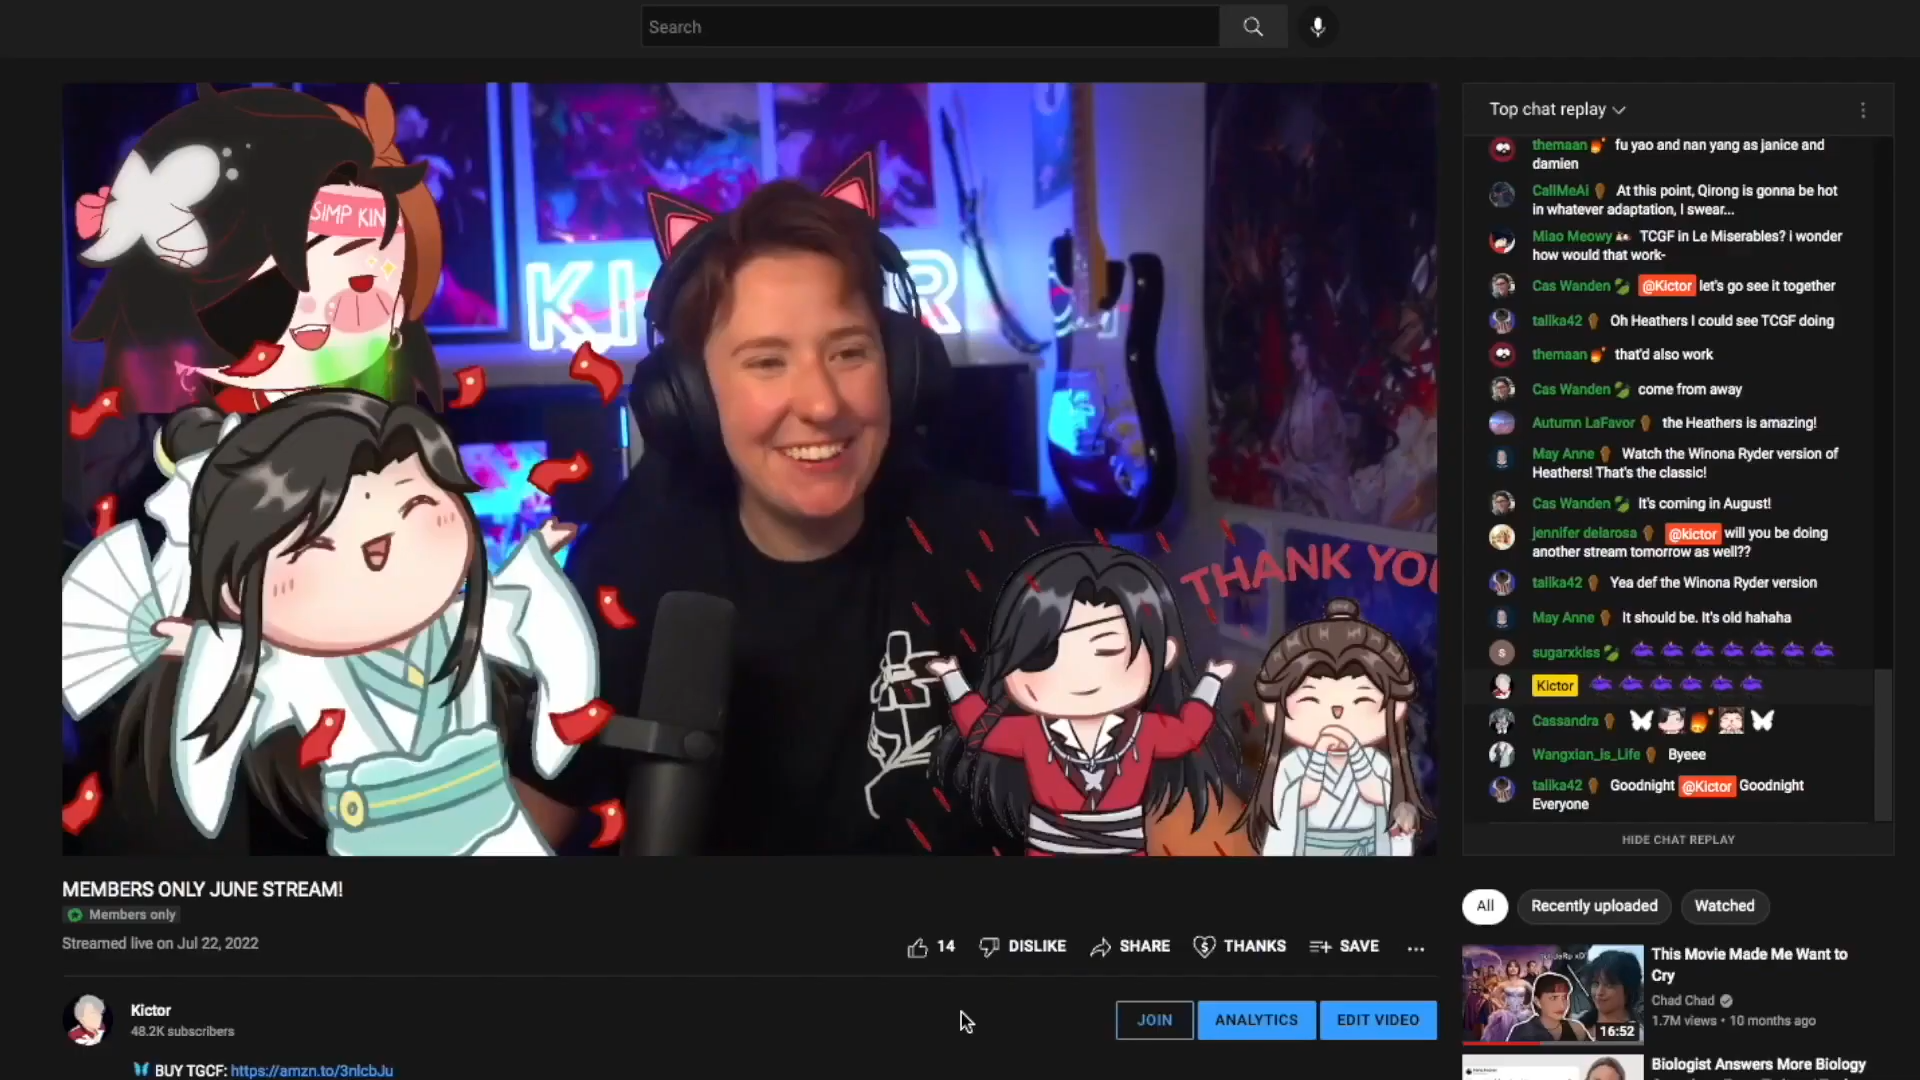 Search
SIMP KIN
KI
R
THANK YOU
Top chat replay
themaan fu yao and nan yang as janice and
damien
CallMeAi At this point, Qirong is gonna be hot
in whatever adaptation, I swear...
Miao Meowy TCGF in Le Miserables? i wonder
how would that work-
Cas Wanden @Kictor let's go see it together
talika42 Oh Heathers I could see TCGF doing
themaan that'd also work
Cas Wanden come from away
Autumn LaFavor the Heathers is amazing!
May Anne Watch the Winona Ryder version of
Heathers! That's the classic!
Cas Wanden It's coming in August!
jennifer delarosa @kictor will you be doing
another stream tomorrow as well??
talika42 Yea def the Winona Ryder version
May Anne It should be. It's old hahaha
S sugarxkiss
Kictor
Cassandra
Wangxian_is_Life Byeee
talika42 Goodnight @Kictor Goodnight
Everyone
HIDE CHAT REPLAY
MEMBERS ONLY JUNE STREAM!
Members only
Streamed live on Jul 22, 2022
14 DISLIKE SHARE THANKS SAVE ...
Kictor
48.2K subscribers
JOIN ANALYTICS EDIT VIDEO
BUY TGCF: https://amzn.to/3nlcbJu
All Recently uploaded Watched
This Movie Made Me Want to
Cry
Chad Chad
1.7M views • 10 months ago
16:52
Biologist Answers More Biology